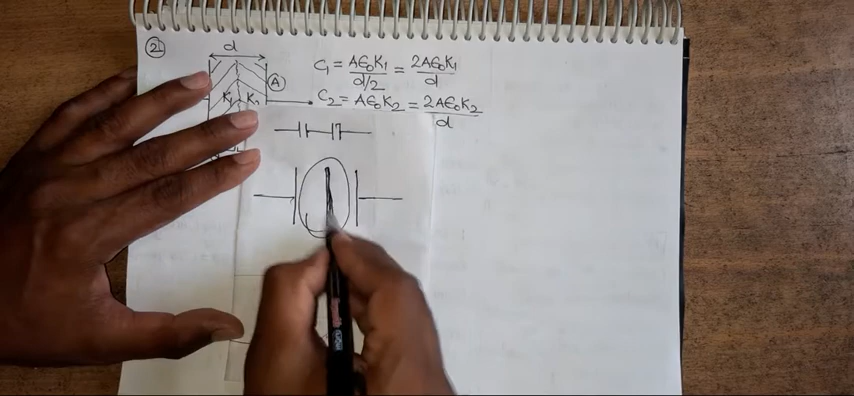 2
d
C₁ = Aϵ₀K₁/d/2 = 2Aϵ₀K₁/d
A
K₁ K₂
C₂ = Aϵ₀K₂ = 2Aϵ₀K₂/d